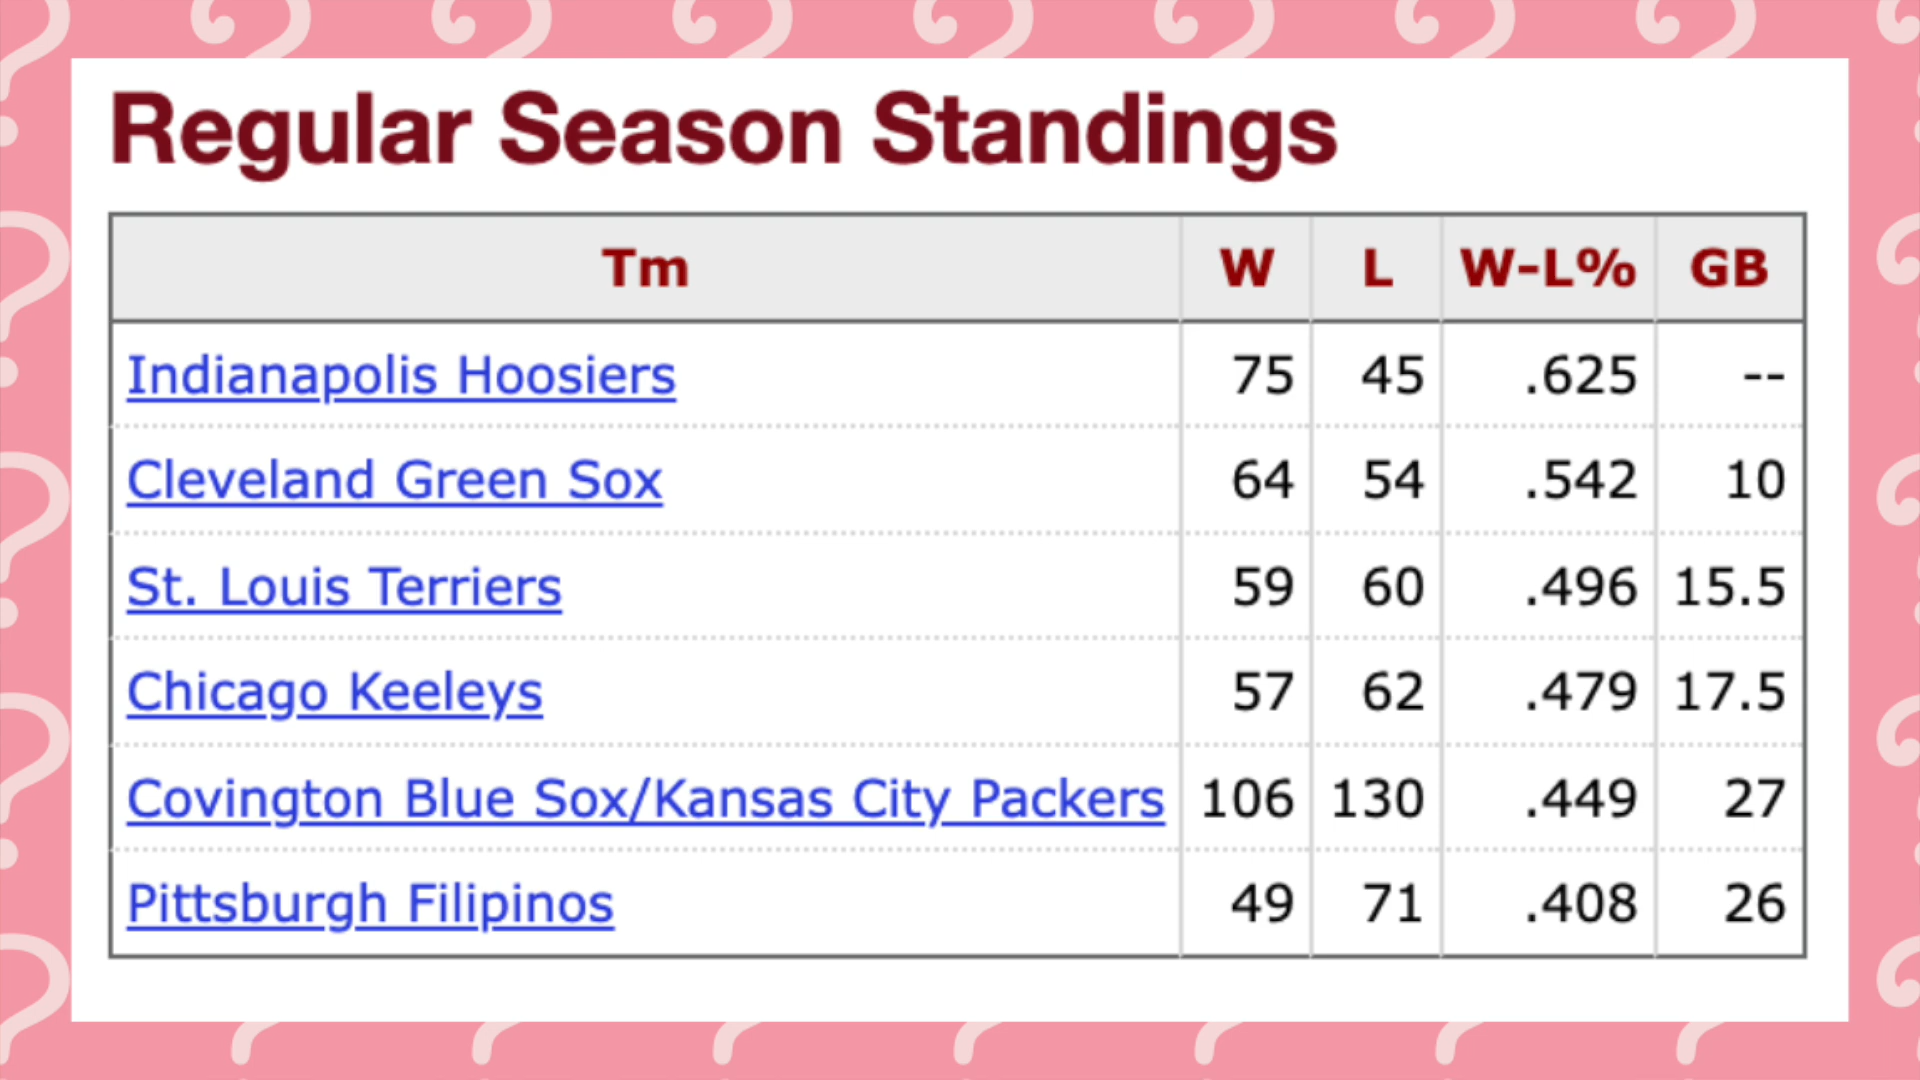 Regular Season Standings
Tm W L W-L% GB
Indianapolis Hoosiers 75 45 .625 --
Cleveland Green Sox 64 54 .542 10
St. Louis Terriers 59 60 .496 15.5
Chicago Keeleys 57 62 .479 17.5
Covington Blue Sox/Kansas City Packers 106 130 .449 27
Pittsburgh Filipinos 49 71 .408 26